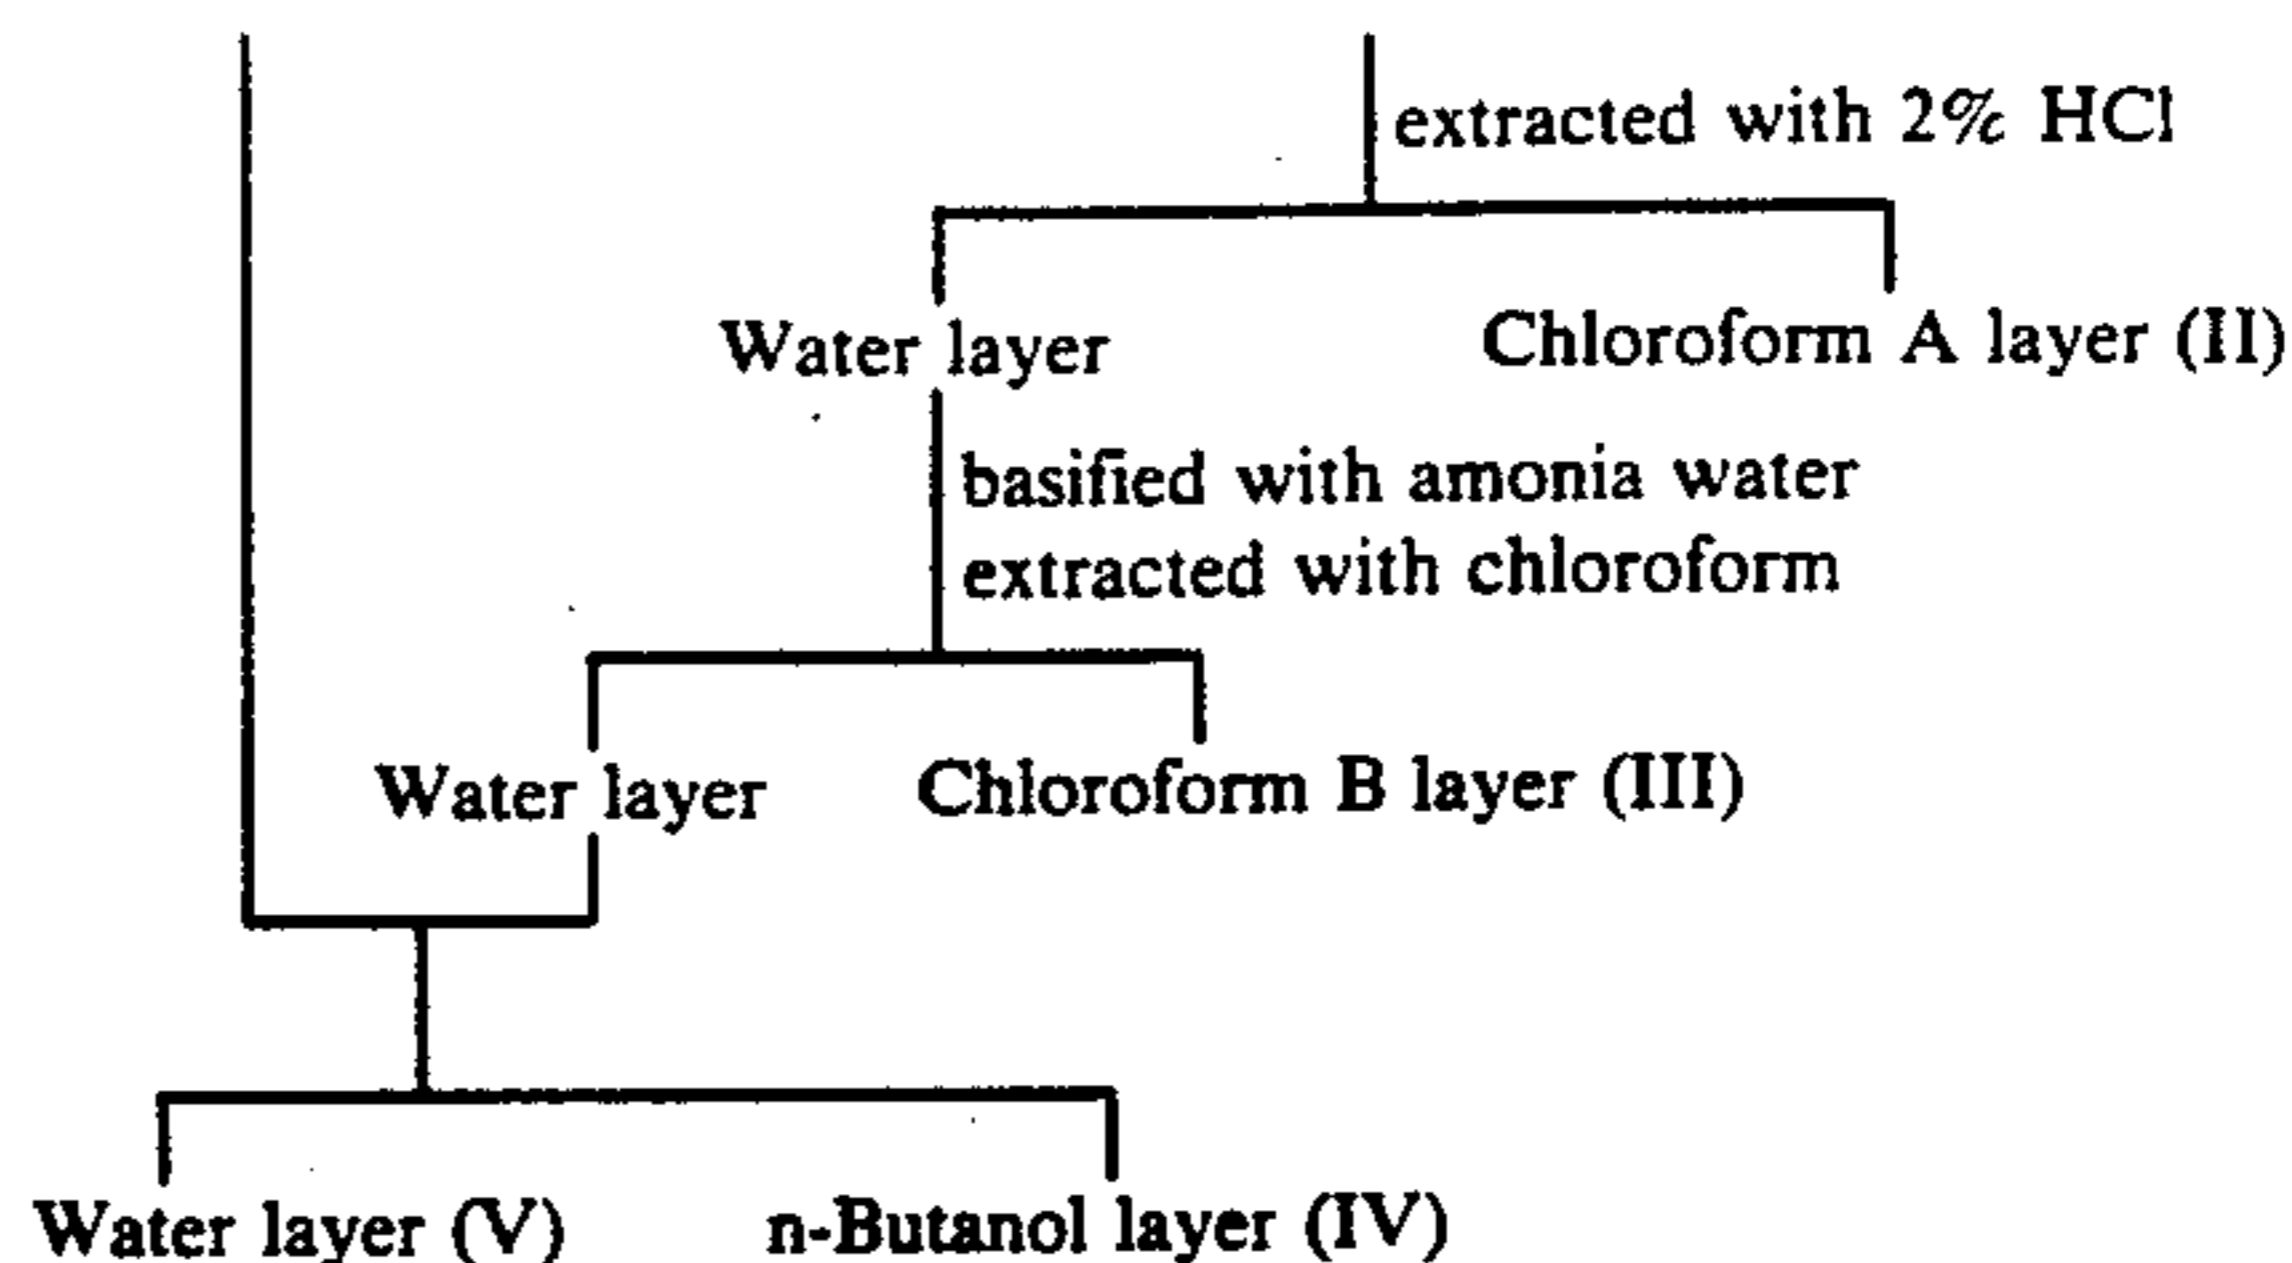 extracted with 2% HCl
Water layer
Chloroform A layer (II)
basified with amonia water
extracted with chloroform
Water layer
Chloroform B layer (III)
Water layer (V)
n-Butanol layer (IV)